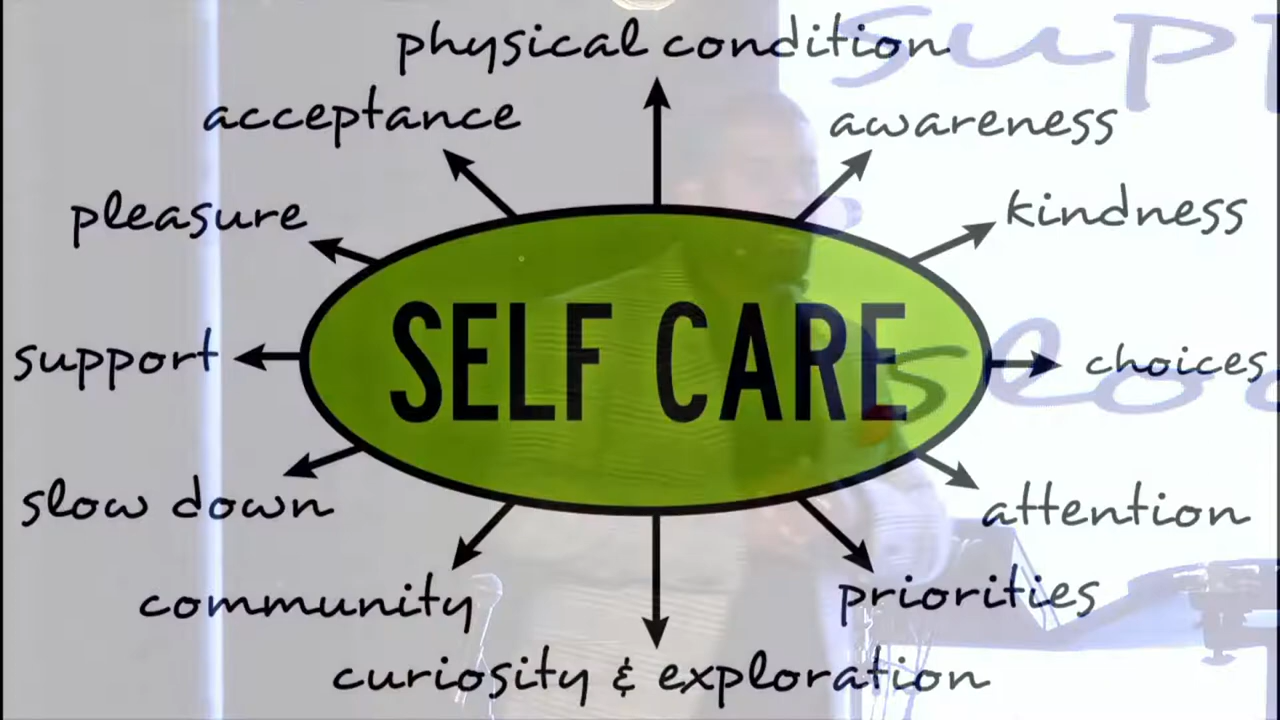 physical condition
acceptance
awareness
pleasure
kindness
SELF CARE
support
choices
slow down
attention
community
priorities
curiosity & exploration